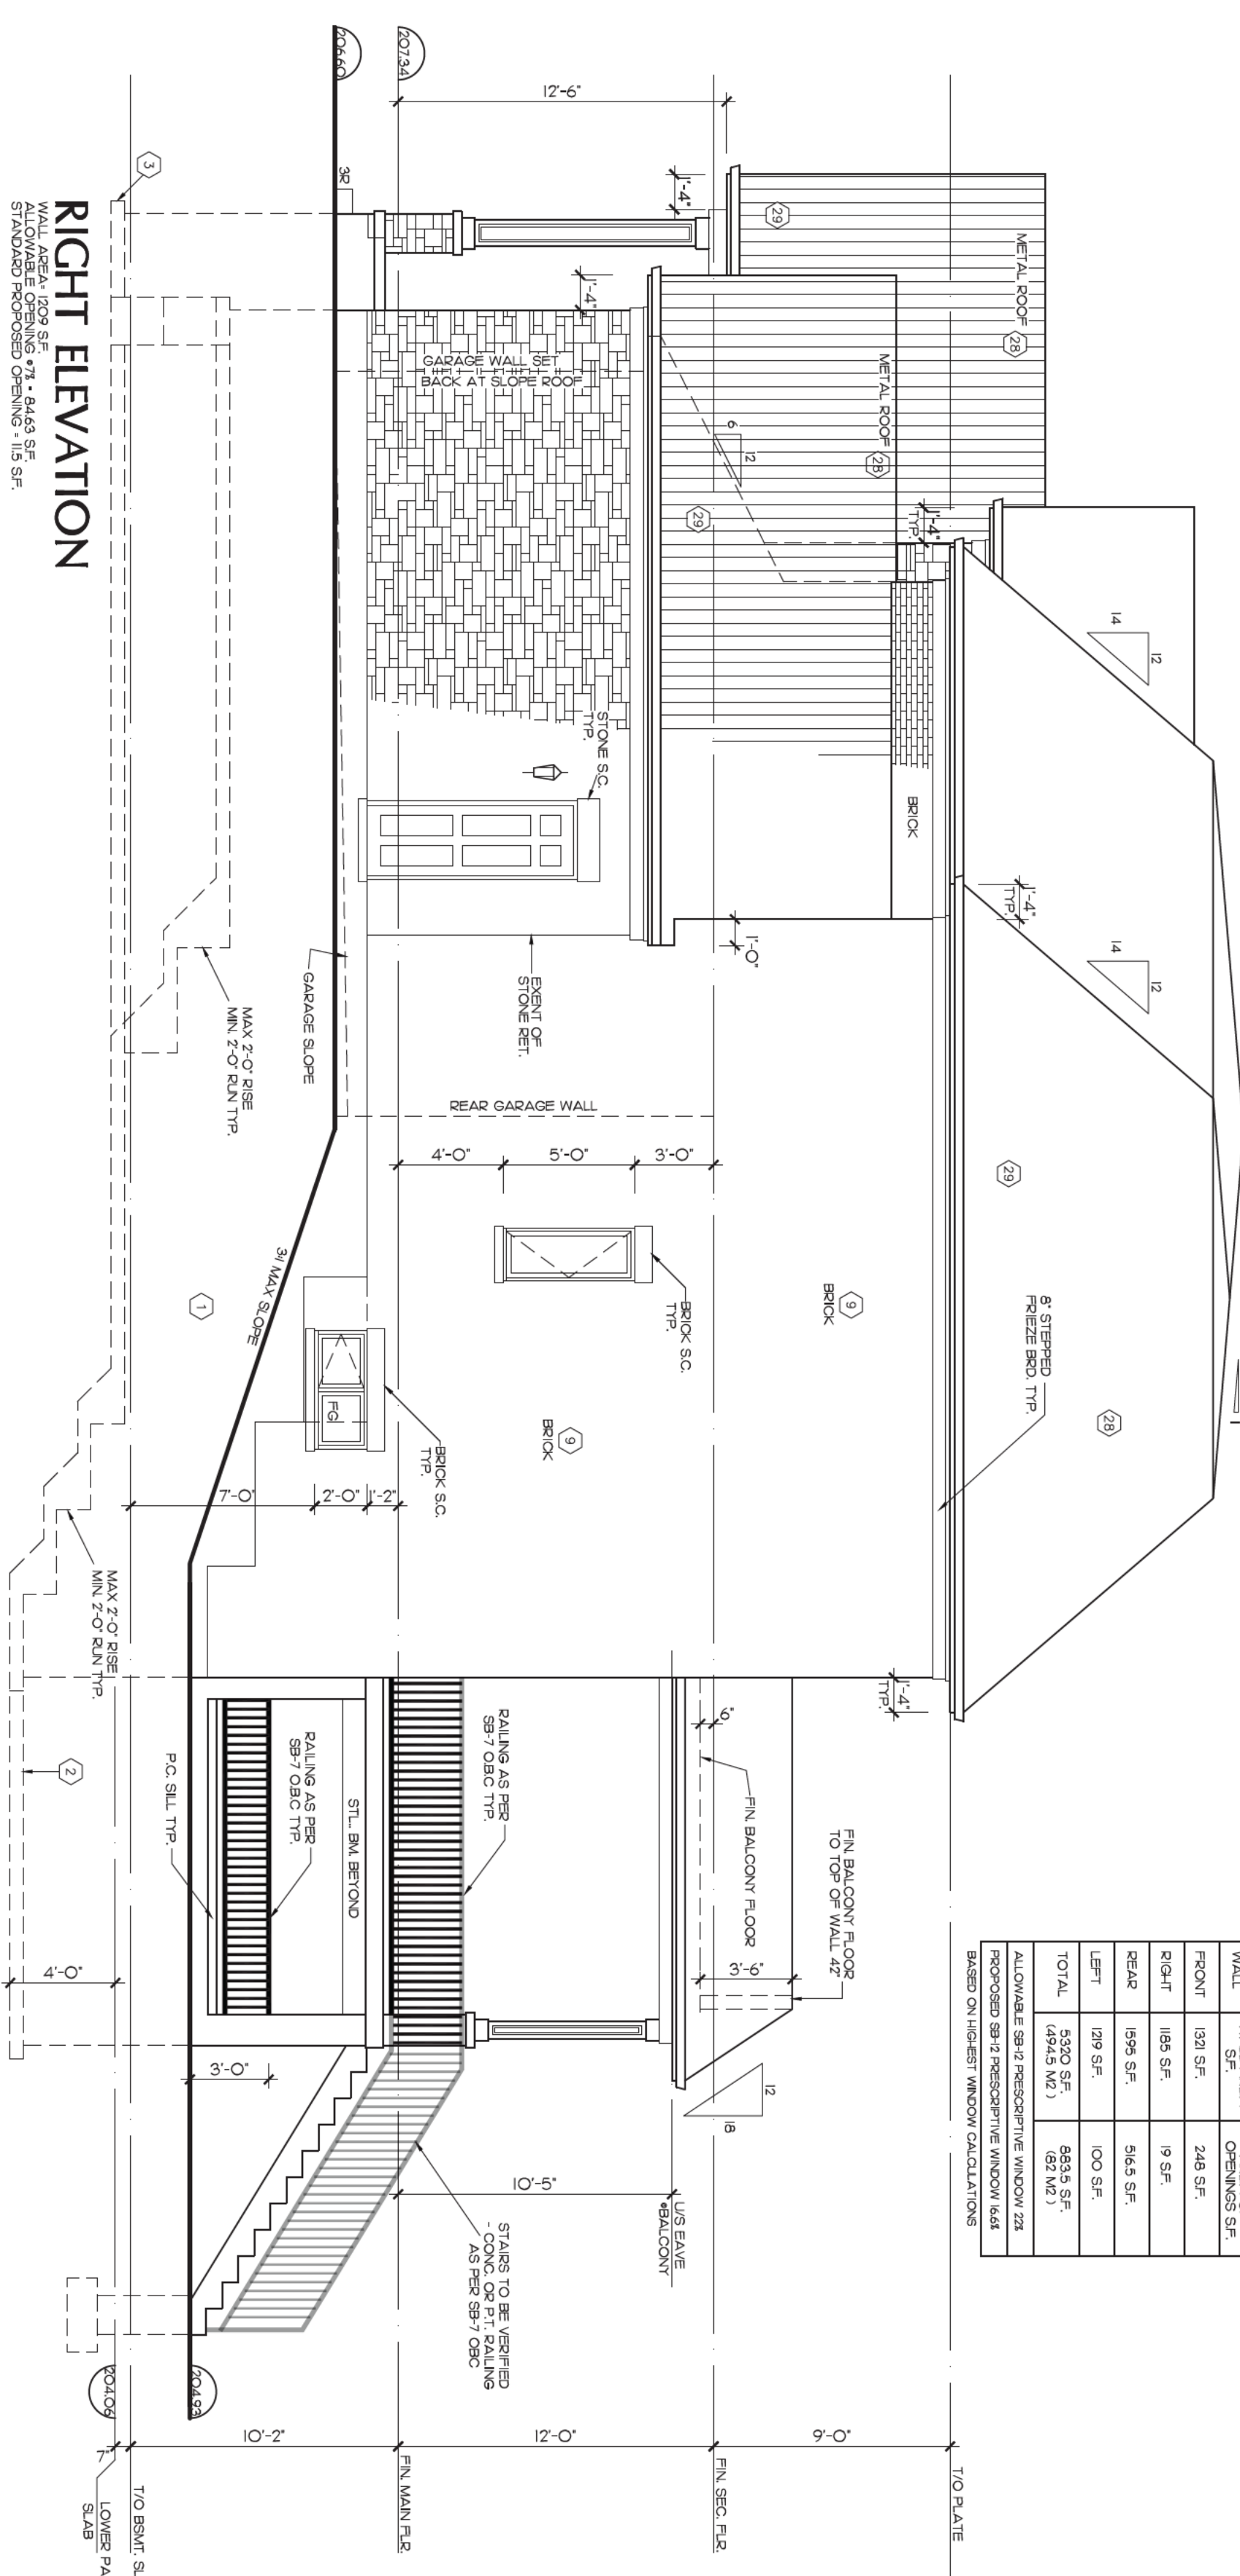 RIGHT ELEVATION
WALL AREA= 1209 S.F.
ALLOWABLE OPENING @7% = 84.63 S.F.
STANDARD PROPOSED OPENING = 11.5 S.F.
206.60
207.34
12'-6"
3
3R
1'-4"
29
METAL ROOF
28
1'-4"
GARAGE WALL SET
BACK AT SLOPE ROOF
METAL ROOF
28
6
12
29
1'-4"
TYP.
14
12
STONE S.C.
TYP.
BRICK
1'-4"
TYP.
14
12
1'-0"
EXENT OF
STONE RET.
GARAGE SLOPE
MAX 2'-0" RISE
MIN. 2'-0" RUN TYP.
REAR GARAGE WALL
4'-0"
5'-0"
3'-0"
29
3/1 MAX SLOPE
1
BRICK S.C.
TYP.
9
BRICK
8" STEPPED
FRIEZE BRD. TYP.
28
FG
BRICK S.C.
TYP.
9
BRICK
7'-0"
2'-0"
1'-2"
MAX 2'-0" RISE
MIN. 2'-0" RUN TYP.
2
1'-4"
TYP.
6"
RAILING AS PER
SB-7 O.B.C TYP.
RAILING AS PER
SB-7 O.B.C TYP.
P.C. SILL TYP.
STL.. BM. BEYOND
FIN. BALCONY FLOOR
FIN. BALCONY FLOOR
TO TOP OF WALL 42"
3'-6"
4'-0"
3'-0"
12
18
10'-5"
U/S EAVE
@BALCONY
STAIRS TO BE VERIFIED
- CONC. OR P.T. RAILING
AS PER SB-7 OBC
WALL
S.F.
OPENINGS S.F.
FRONT 1321 S.F. 248 S.F.
RIGHT 1185 S.F. 19 S.F.
REAR 1595 S.F. 516.5 S.F.
LEFT 1219 S.F. 100 S.F.
TOTAL 5320 S.F. 883.5 S.F.
(494.5 M2 ) (82 M2 )
ALLOWABLE SB-12 PRESCRIPTIVE WINDOW 22%
PROPOSED SB-12 PRESCRIPTIVE WINDOW 16.6%
BASED ON HIGHEST WINDOW CALCULATIONS
204.06
204.93
7"
10'-2"
12'-0"
9'-0"
LOWER PA
SLAB
T/O BSMT. SL
FIN. MAIN FLR.
FIN. SEC. FLR.
T/O PLATE